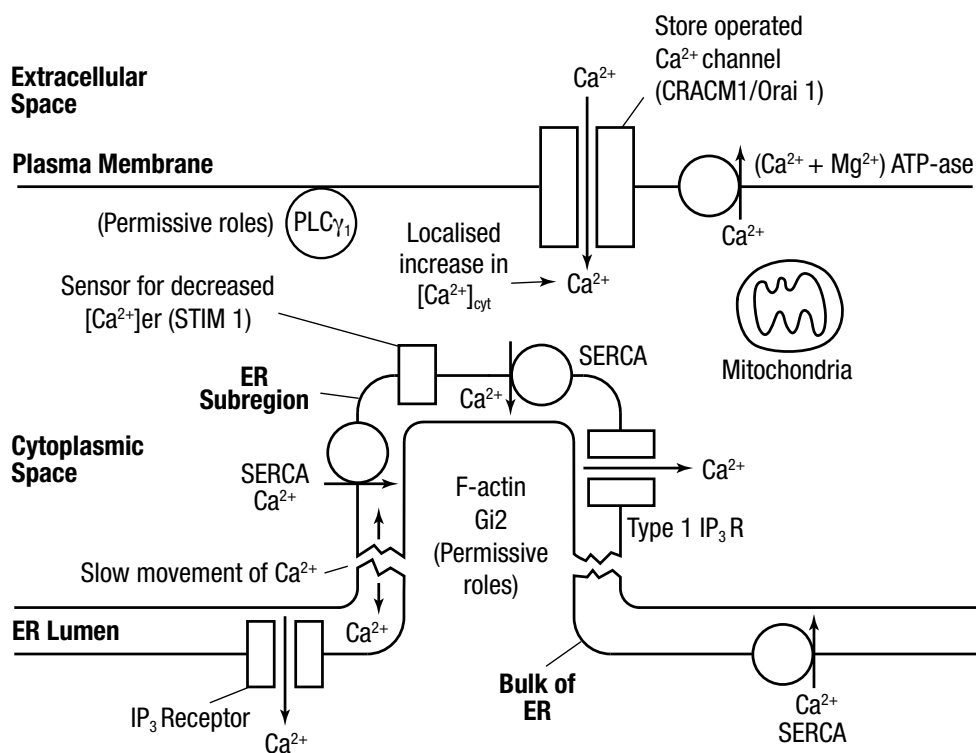 Store operated
Ca²⁺ channel
(CRACM1/Orai 1)
Extracellular
Space
Ca²⁺
Plasma Membrane
(Ca²⁺ + Mg²⁺) ATP-ase
(Permissive roles)
PLCγ₁
Ca²⁺
Localised
increase in
[Ca²⁺]cyt
Ca²⁺
Sensor for decreased
[Ca²⁺]er (STIM 1)
Mitochondria
SERCA
ER
Subregion
Ca²⁺
Cytoplasmic
Space
SERCA
Ca²⁺
Ca²⁺
F-actin
Gi2
(Permissive
roles)
Type 1 IP₃R
Slow movement of Ca²⁺
ER Lumen
Ca²⁺
Bulk of
ER
IP₃ Receptor
Ca²⁺
Ca²⁺
SERCA